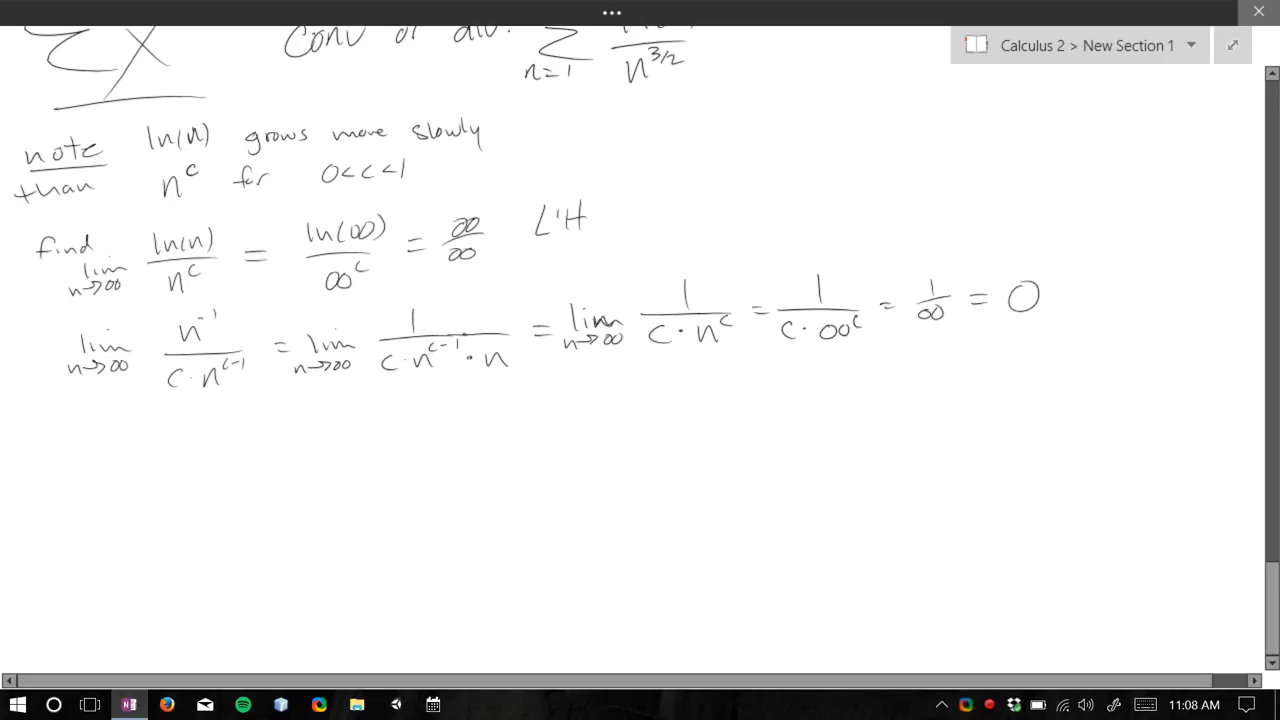 Calculus 2 > New Section 1
Conv or div. ∑ n=1 / n^3/2
note ln(n) grows more slowly
than n^c for 0<c<1
find lim n→∞ ln(n)/n^c = ln(∞)/∞^c = ∞/∞ L'H
lim n→∞ n^-1/(c·n^(c-1)) = lim n→∞ 1/(c·n^(c-1)·n) = lim n→∞ 1/(c·n^c) = 1/(c·∞^c) = 1/∞ = 0
11:08 AM